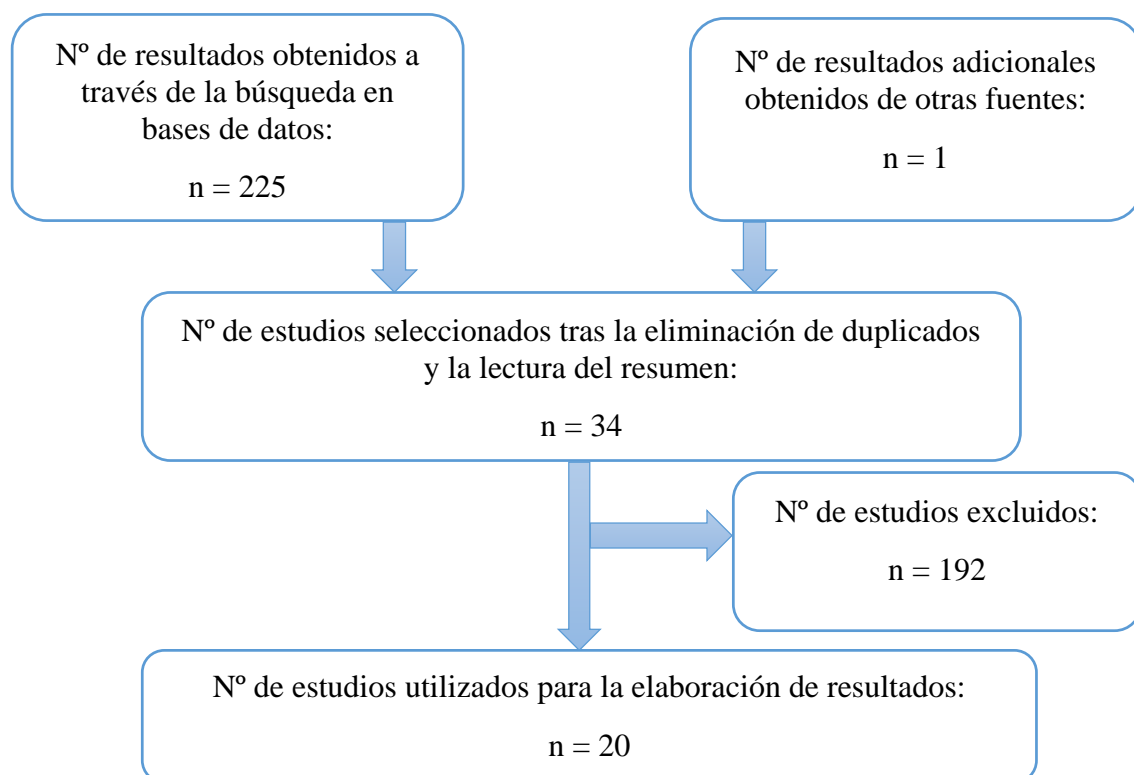 Nº de resultados obtenidos a
través de la búsqueda en
bases de datos:
n = 225
Nº de resultados adicionales
obtenidos de otras fuentes:
n = 1
Nº de estudios seleccionados tras la eliminación de duplicados
y la lectura del resumen:
n = 34
Nº de estudios excluidos:
n = 192
Nº de estudios utilizados para la elaboración de resultados:
n = 20